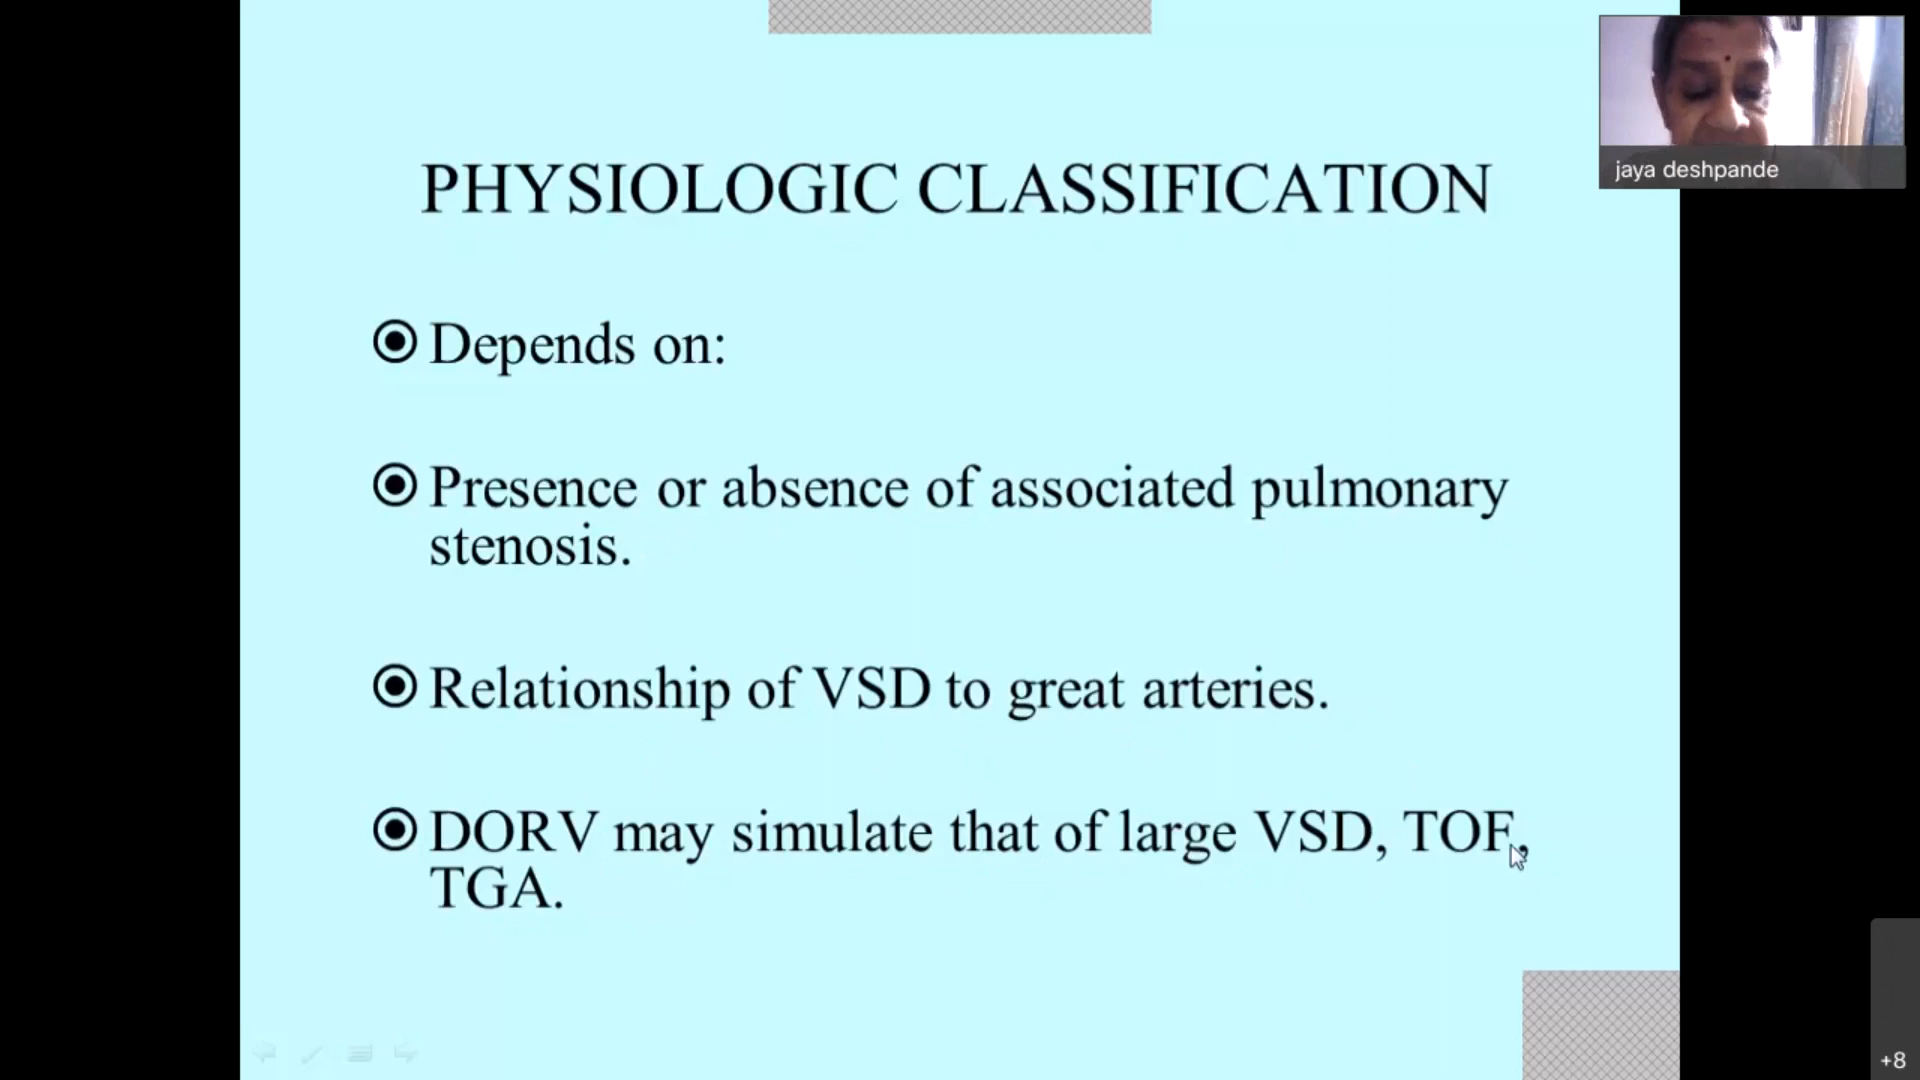 PHYSIOLOGIC CLASSIFICATION
Depends on:
Presence or absence of associated pulmonary
stenosis.
Relationship of VSD to great arteries.
DORV may simulate that of large VSD, TOF,
TGA.
jaya deshpande
+8